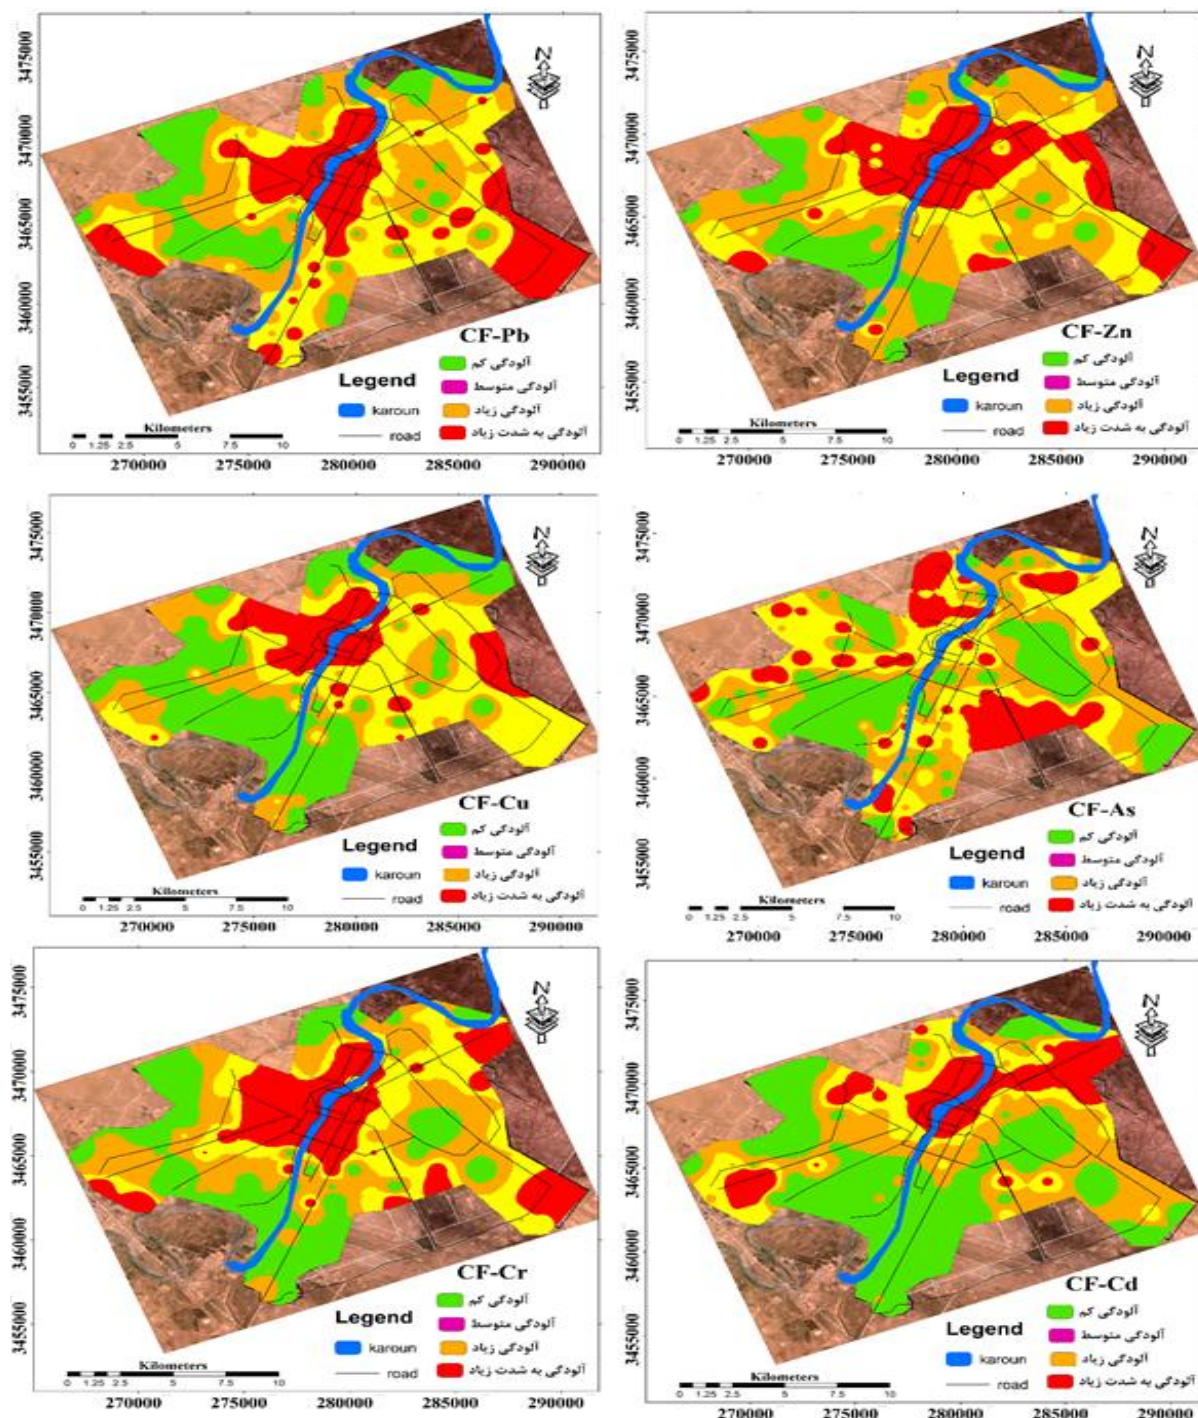 3475000
3470000
3465000
3460000
3455000
N
CF-Pb
Legend
karoun
road
آلودگی کم
آلودگی متوسط
آلودگی زیاد
آلودگی به شدت زیاد
Kilometers
0 1.25 2.5 5 7.5 10
270000 275000 280000 285000 290000
3475000
3470000
3465000
3460000
3455000
N
CF-Zn
Legend
karoun
road
آلودگی کم
آلودگی متوسط
آلودگی زیاد
آلودگی به شدت زیاد
Kilometers
0 1.25 2.5 5 7.5 10
270000 275000 280000 285000 290000
3475000
3470000
3465000
3460000
3455000
N
CF-Cu
Legend
karoun
road
آلودگی کم
آلودگی متوسط
آلودگی زیاد
آلودگی به شدت زیاد
Kilometers
0 1.25 2.5 5 7.5 10
270000 275000 280000 285000 290000
3475000
3470000
3465000
3460000
3455000
N
CF-As
Legend
karoun
road
آلودگی کم
آلودگی متوسط
آلودگی زیاد
آلودگی به شدت زیاد
Kilometers
0 1.25 2.5 5 7.5 10
270000 275000 280000 285000 290000
3475000
3470000
3465000
3460000
3455000
N
CF-Cr
Legend
karoun
road
آلودگی کم
آلودگی متوسط
آلودگی زیاد
آلودگی به شدت زیاد
Kilometers
0 1.25 2.5 5 7.5 10
270000 275000 280000 285000 290000
3475000
3470000
3465000
3460000
3455000
N
CF-Cd
Legend
karoun
road
آلودگی کم
آلودگی متوسط
آلودگی زیاد
آلودگی به شدت زیاد
Kilometers
0 1.25 2.5 5 7.5 10
270000 275000 280000 285000 290000